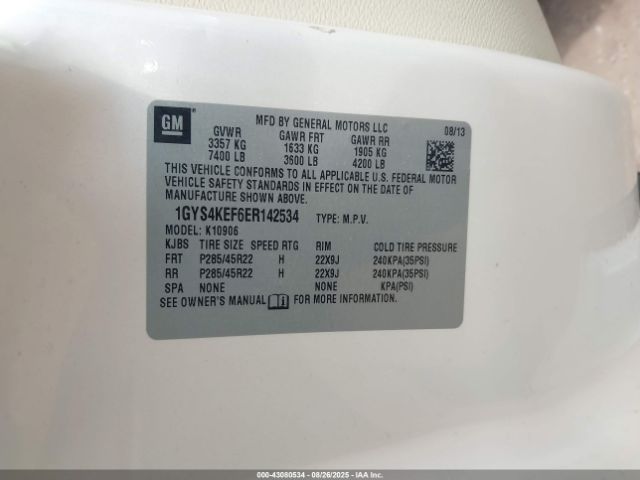 GM
MFD BY GENERAL MOTORS LLC 08/13
GVWR GAWR FRT GAWR RR
3357 KG 1633 KG 1905 KG
7400 LB 3600 LB 4200 LB
THIS VEHICLE CONFORMS TO ALL APPLICABLE U.S. FEDERAL MOTOR
VEHICLE SAFETY STANDARDS IN EFFECT ON THE DATE OF
MANUFACTURE SHOWN ABOVE.
1GYS4KEF6ER142534 TYPE: M.P.V.
MODEL: K10906
KJBS TIRE SIZE SPEED RTG RIM COLD TIRE PRESSURE
FRT P285/45R22 H 22X9J 240KPA(35PSI)
RR P285/45R22 H 22X9J 240KPA(35PSI)
SPA NONE NONE KPA(PSI)
SEE OWNER'S MANUAL FOR MORE INFORMATION.
000-43080534 - 08/26/2025 - Copyright © IAA, Inc.